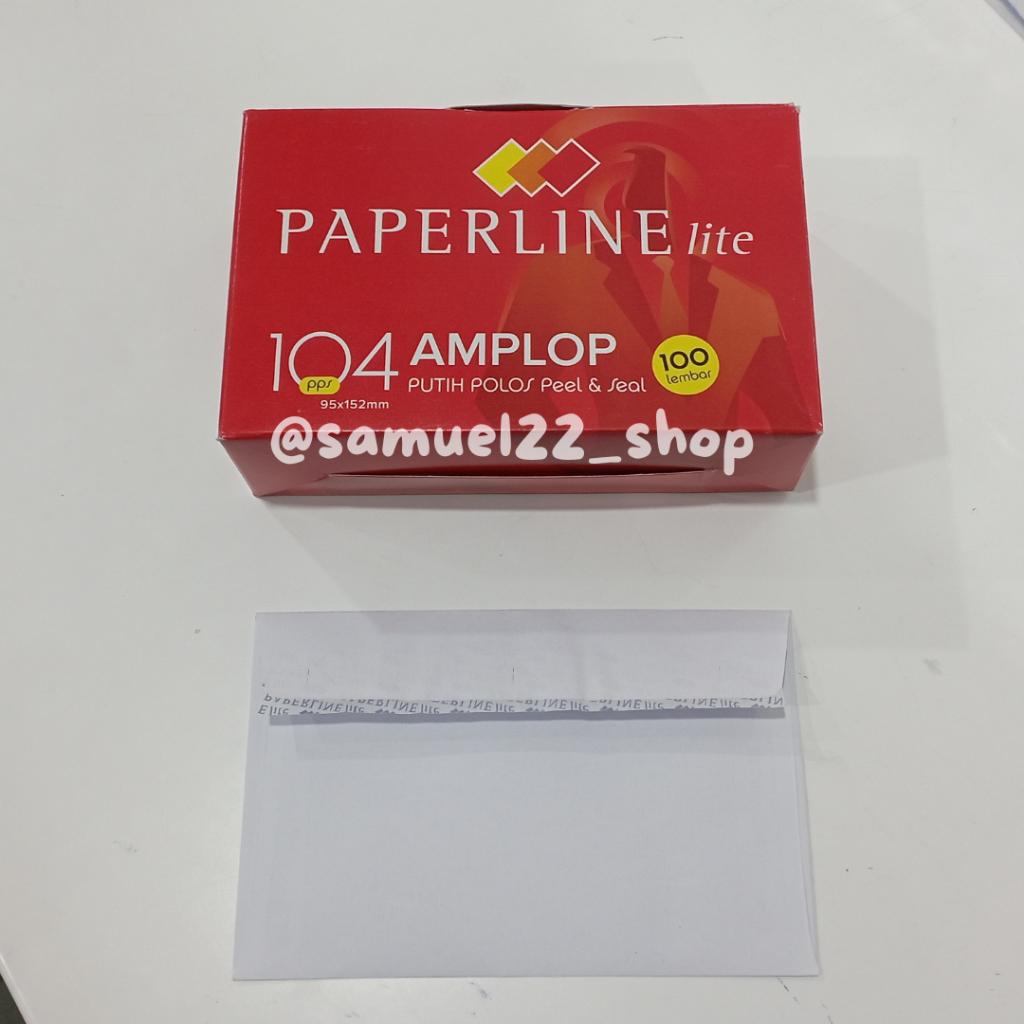 PAPERLINE lite
104 AMPLOP
pps
PUTIH POLOS Peel & Seal
95x152mm
100
lembar
@samuel22_shop
PAPERLINE lite